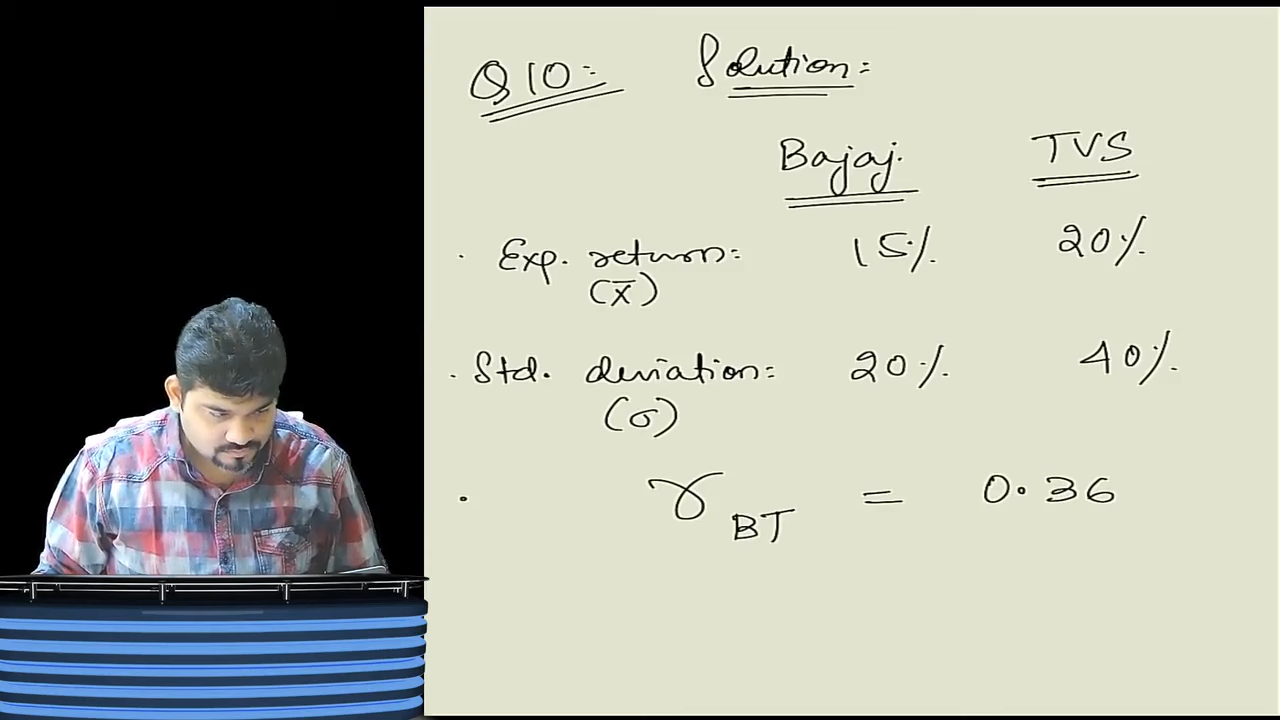 Q10:- Solution:
Bajaj. TVS
. Exp. return: 15% 20%
(x̄)
. Std. deviation: 20% 40%
(σ)
. γ BT = 0.36